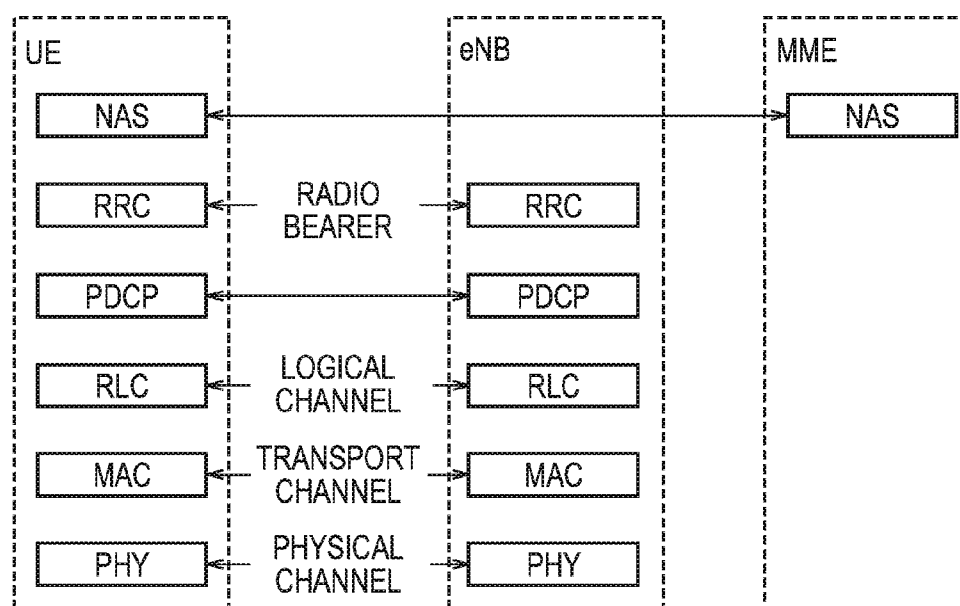 UE
eNB
MME
NAS
NAS
RRC
RADIO
BEARER
RRC
PDCP
PDCP
RLC
LOGICAL
CHANNEL
RLC
MAC
TRANSPORT
CHANNEL
MAC
PHY
PHYSICAL
CHANNEL
PHY